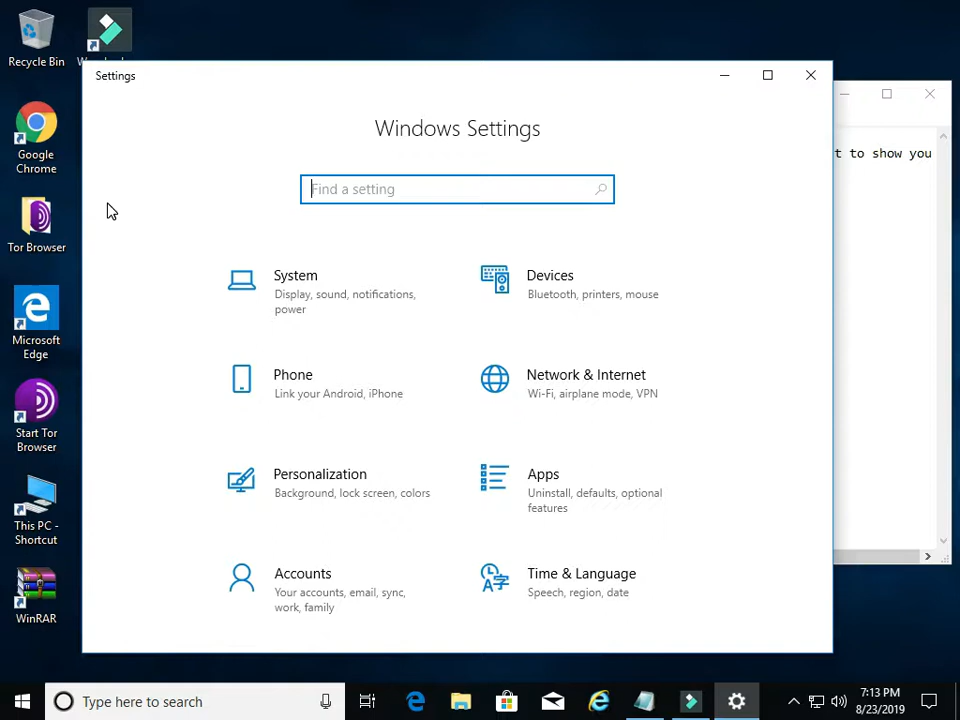 Recycle Bin
Google
Chrome
Tor Browser
Microsoft
Edge
Start Tor
Browser
This PC -
Shortcut
WinRAR
Settings
Windows Settings
Find a setting
System
Display, sound, notifications,
power
Devices
Bluetooth, printers, mouse
Phone
Link your Android, iPhone
Network & Internet
Wi-Fi, airplane mode, VPN
Personalization
Background, lock screen, colors
Apps
Uninstall, defaults, optional
features
Accounts
Your accounts, email, sync,
work, family
Time & Language
Speech, region, date
to show you
Type here to search
7:13 PM
8/23/2019